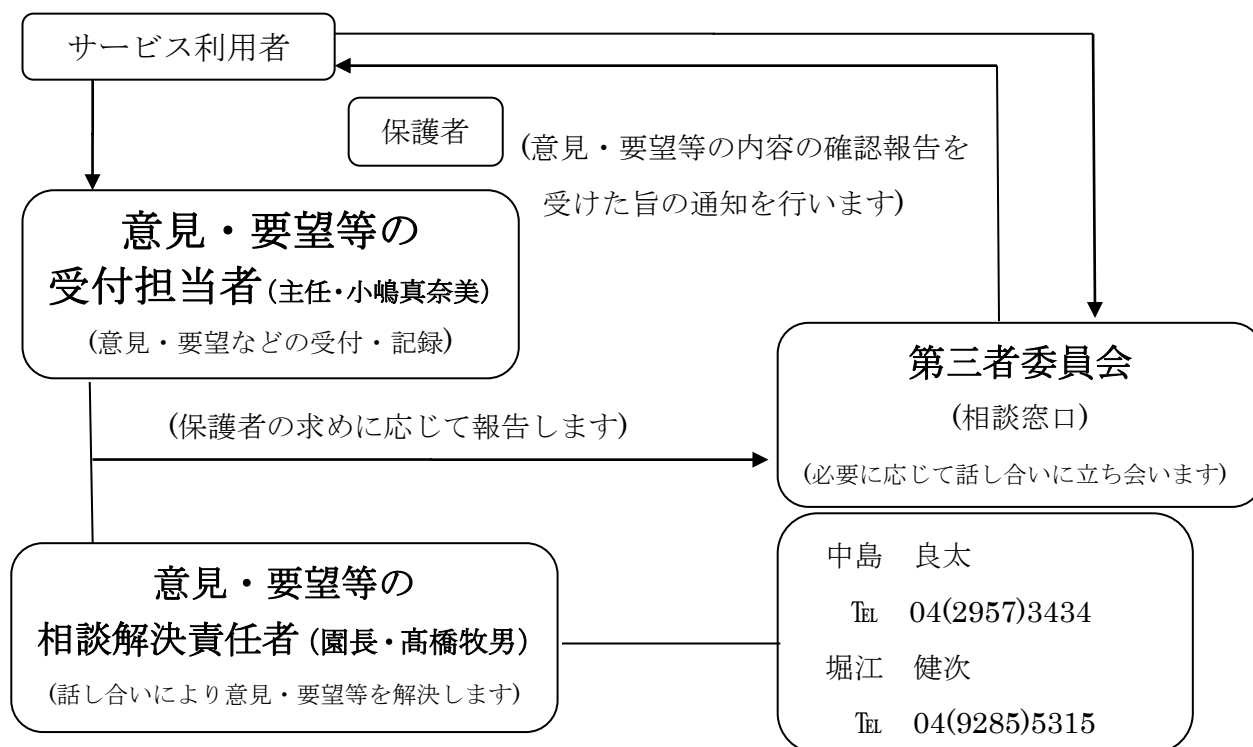 サービス利用者
保護者
(意見・要望等の内容の確認報告を
受けた旨の通知を行います)
意見・要望等の
受付担当者(主任・小嶋真奈美)
(意見・要望などの受付・記録)
第三者委員会
(相談窓口)
(必要に応じて話し合いに立ち会います)
(保護者の求めに応じて報告します)
意見・要望等の
相談解決責任者(園長・髙橋牧男)
(話し合いにより意見・要望等を解決します)
中島　良太
℡　04(2957)3434
堀江　健次
℡　04(9285)5315